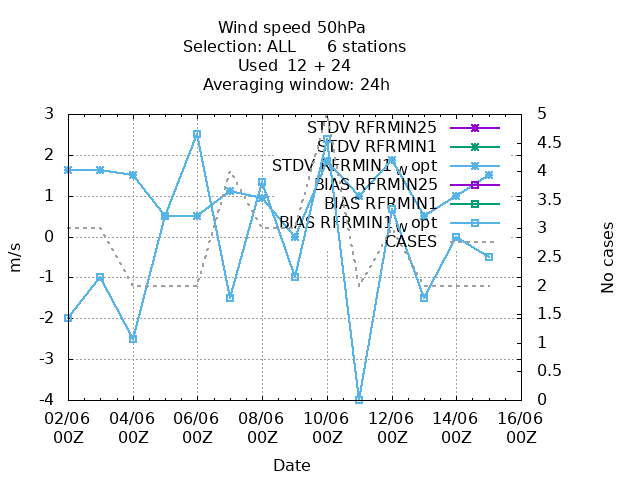 Wind speed 50hPa
Selection: ALL 6 stations
Used 12 + 24
Averaging window: 24h
3 5
STDV RFRMIN25
4.5
STDV RFRMIN1
2
STDV RFRMIN1_w opt
4
BIAS RFRMIN25
1 3.5
BIAS RFRMIN1
BIAS RFRMIN1_w opt
3
0
CASES
2.5
m/s
No cases
-1 2
-2 1.5
1
-3
0.5
-4 0
02/06 04/06 06/06 08/06 10/06 12/06 14/06 16/06
00Z 00Z 00Z 00Z 00Z 00Z 00Z 00Z
Date